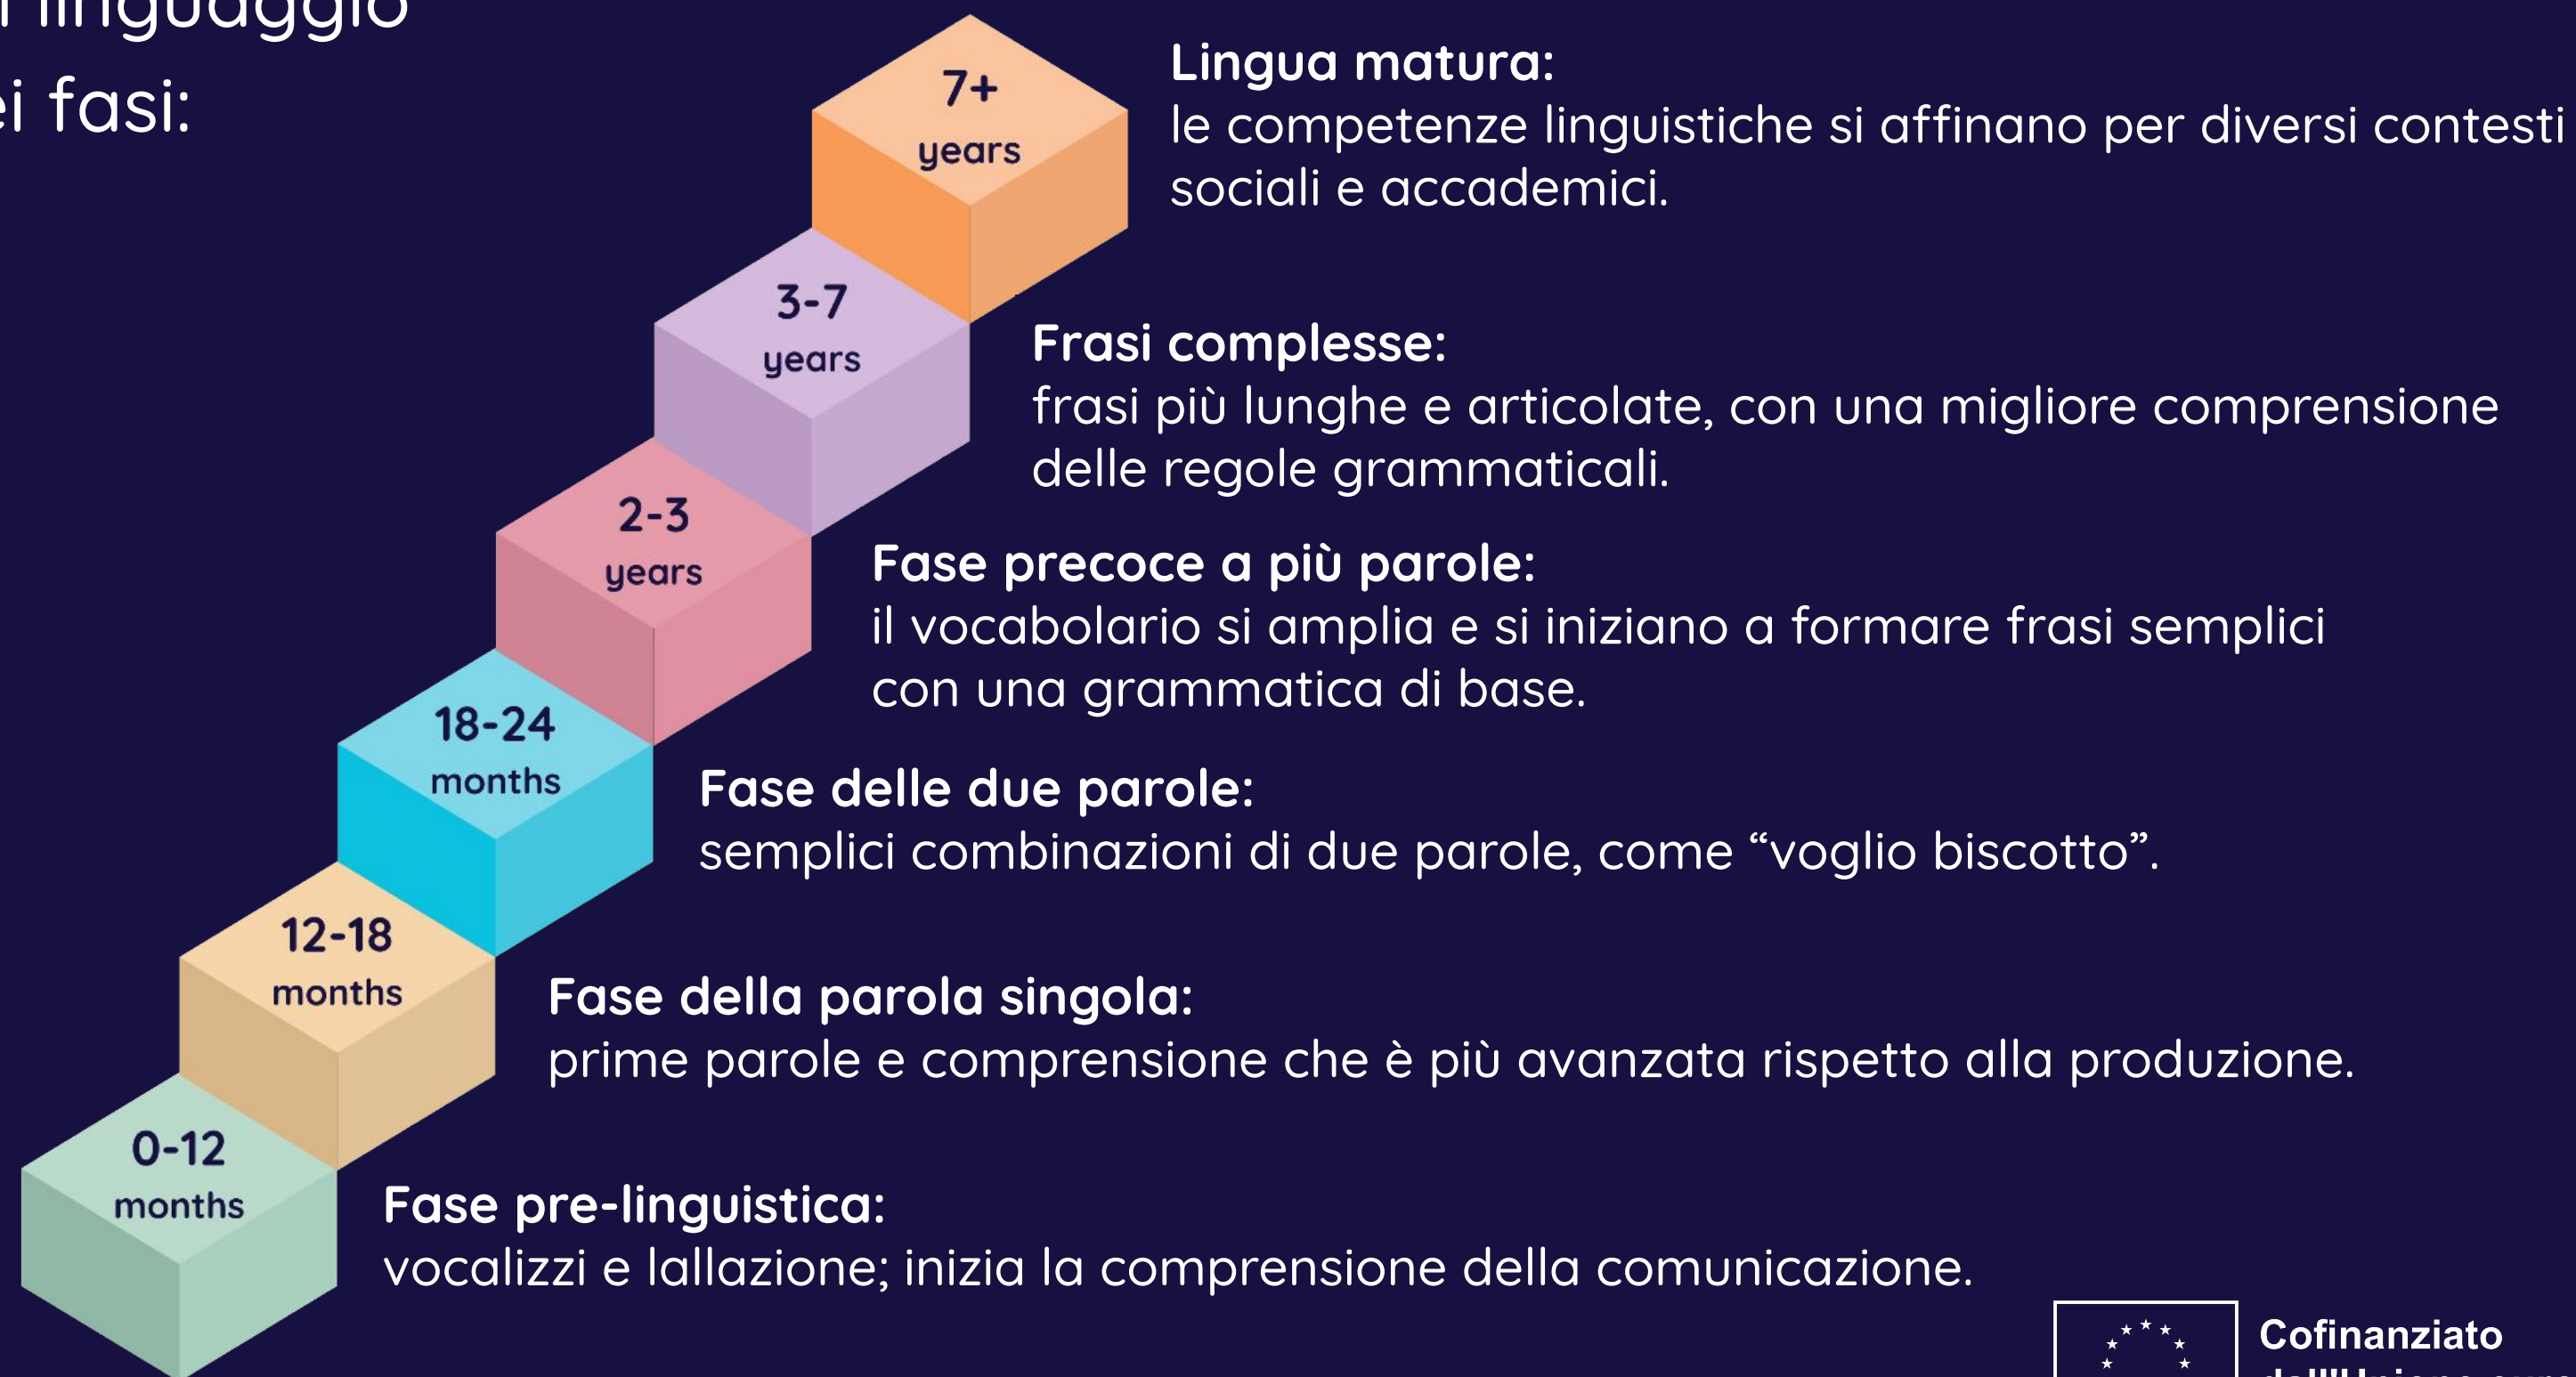 linguaggio
ei fasi:
7+
years
Lingua matura:
le competenze linguistiche si affinano per diversi contesti
sociali e accademici.
3-7
years
Frasi complesse:
frasi più lunghe e articolate, con una migliore comprensione
delle regole grammaticali.
2-3
years
Fase precoce a più parole:
il vocabolario si amplia e si iniziano a formare frasi semplici
con una grammatica di base.
18-24
months
Fase delle due parole:
semplici combinazioni di due parole, come “voglio biscotto”.
12-18
months
Fase della parola singola:
prime parole e comprensione che è più avanzata rispetto alla produzione.
0-12
months
Fase pre-linguistica:
vocalizzi e lallazione; inizia la comprensione della comunicazione.
Cofinanziato